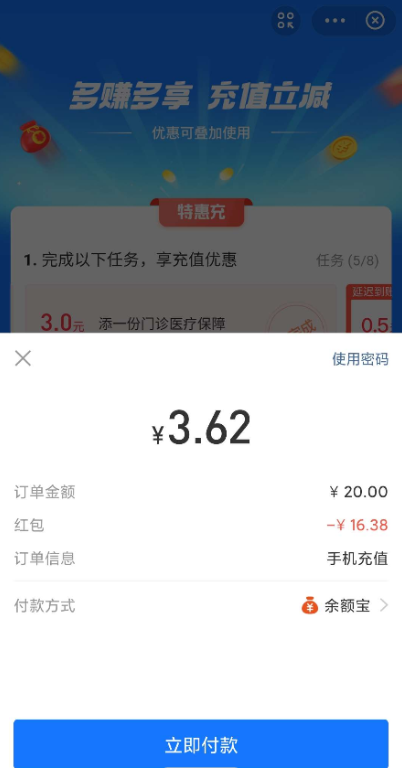 多赚多享 充值立减
优惠可叠加使用
特惠充
1. 完成以下任务，享充值优惠 任务 (5/8)
延迟到账
3.0元 添一份门诊医疗保障
0.5
使用密码
¥3.62
订单金额 ¥ 20.00
红包 -¥ 16.38
订单信息 手机充值
付款方式 余额宝
立即付款